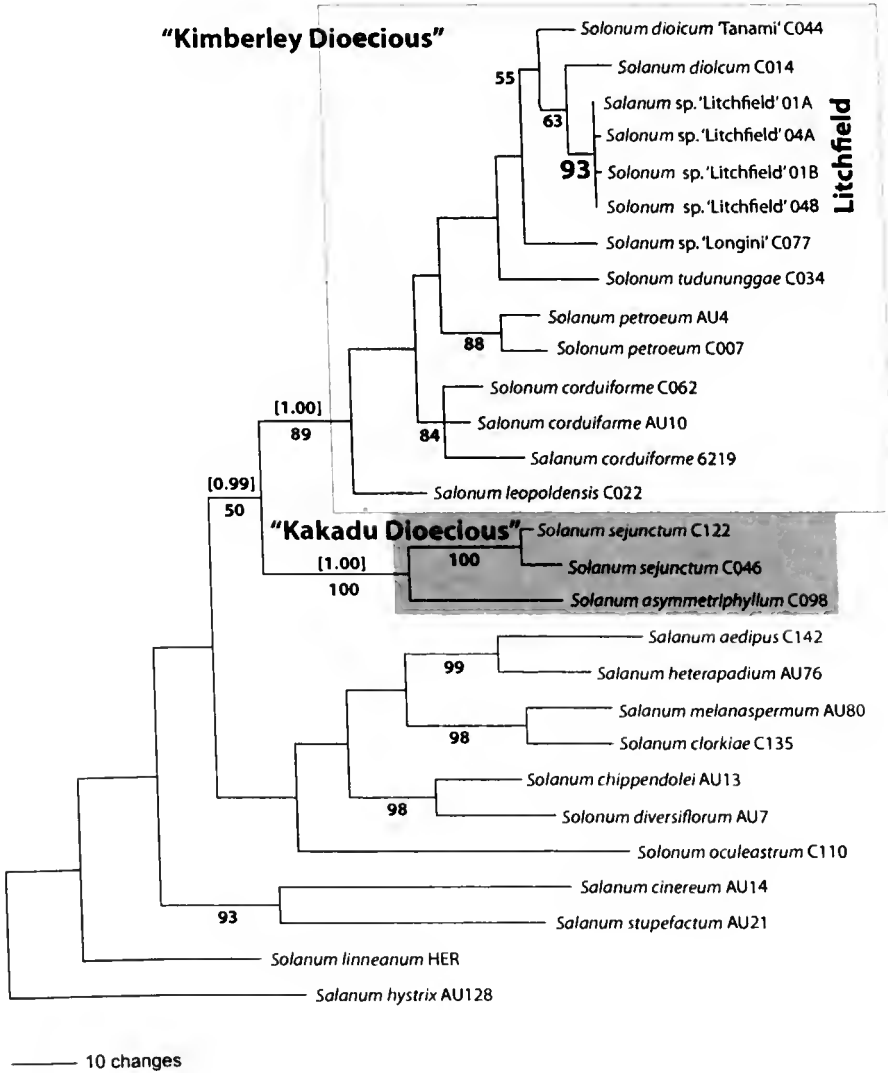 "Kimberley Dioecious"
Solonum dioicum 'Tanami' C044
55
Solanum diolcum C014
63
Salanum sp. 'Litchfield' 01A
Salonum sp. 'Litchfield' 04A
93
Solonum sp. 'Litchfield' 01B
Solonum sp. 'Litchfield' 048
Litchfield
Solanum sp. 'Longini' C077
Solonum tudununggae C034
Solanum petroeum AU4
88
Solonum petroeum C007
Solonum corduiforme C062
[1.00]
89
84
Salonum corduifarme AU10
Salanum corduiforme 6219
[0.99]
50
Salonum leopoldensis C022
"Kakadu Dioecious"
Solanum sejunctum C122
[1.00]
100
100
Solanum sejunctum C046
Solanum asymmetriphyllum C098
Salanum aedipus C142
99
Salanum heterapadium AU76
Salanum melanaspermum AU80
98
Solanum clorkiae C135
Solanum chippendolei AU13
98
Solonum diversiflorum AU7
Solonum oculeastrum C110
Salanum cinereum AU14
93
Salanum stupefactum AU21
Solanum linneanum HER
Salanum hystrix AU128
10 changes